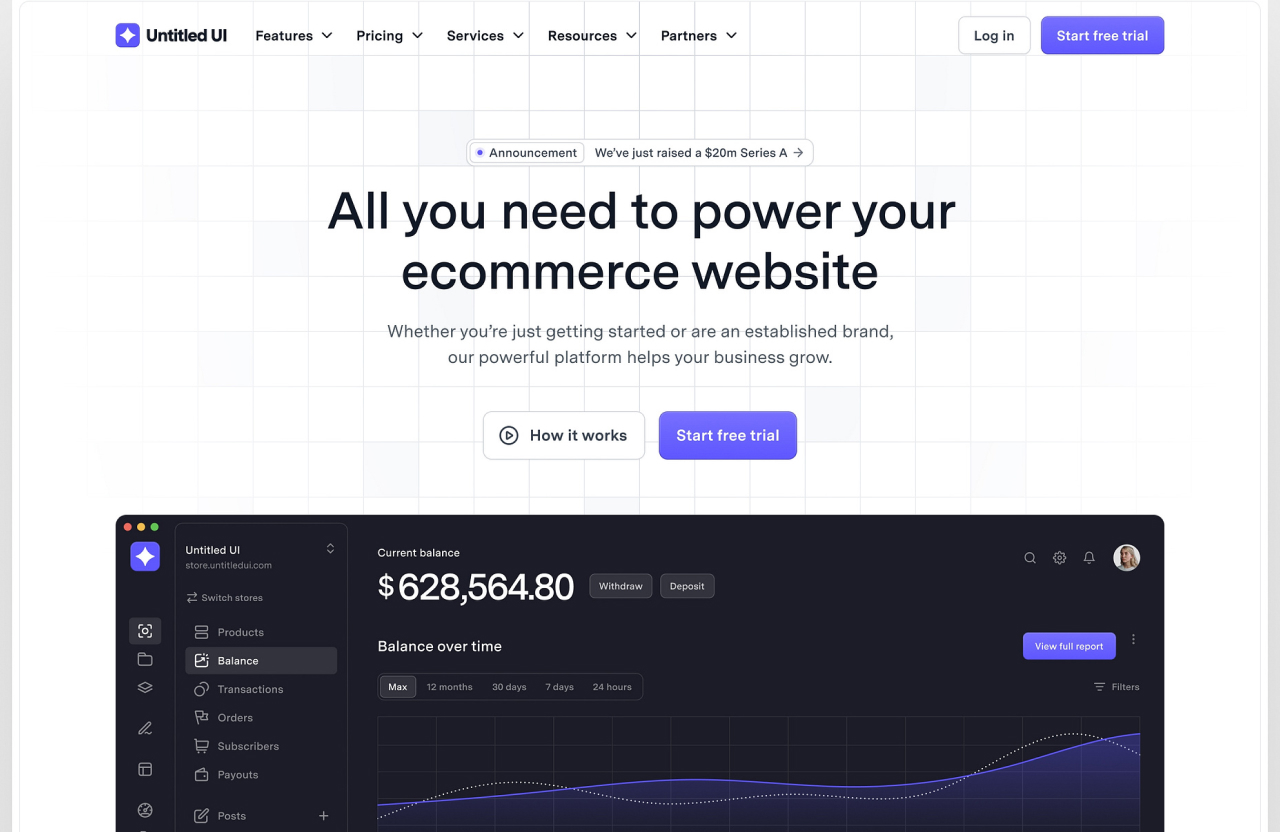 Untitled UI
Features
Pricing
Services
Resources
Partners
Log in
Start free trial
Announcement
We’ve just raised a $20m Series A
All you need to power your
ecommerce website
Whether you’re just getting started or are an established brand,
our powerful platform helps your business grow.
How it works
Start free trial
Untitled UI
store.untitledui.com
Switch stores
Products
Balance
Transactions
Orders
Subscribers
Payouts
Posts
Current balance
$628,564.80
Withdraw
Deposit
Balance over time
View full report
Max
12 months
30 days
7 days
24 hours
Filters